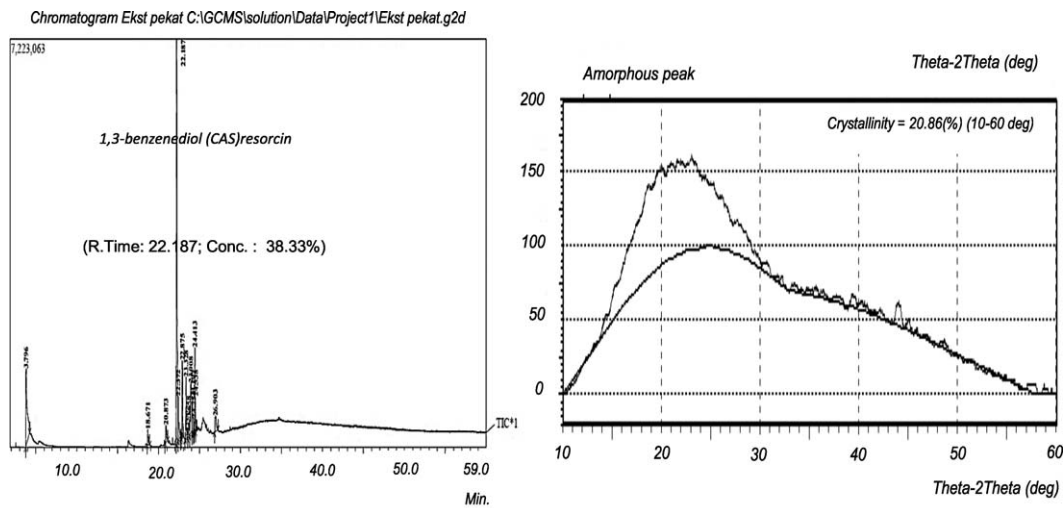 Chromatogram Ekst pekat C:\GCMS\solution\Data\Project1\Ekst pekat.g2d
7,223,063
22.187
1,3-benzenediol (CAS)resorcin
(R.Time: 22.187; Conc. : 38.33%)
3.796
18.671
20.873
22.875
24.413
26.903
TIC*1
10.0 20.0 30.0 40.0 50.0 59.0
Min.
Amorphous peak
Theta-2Theta (deg)
Crystallinity = 20.86(%) (10-60 deg)
200
150
100
50
0
10 20 30 40 50 60
Theta-2Theta (deg)